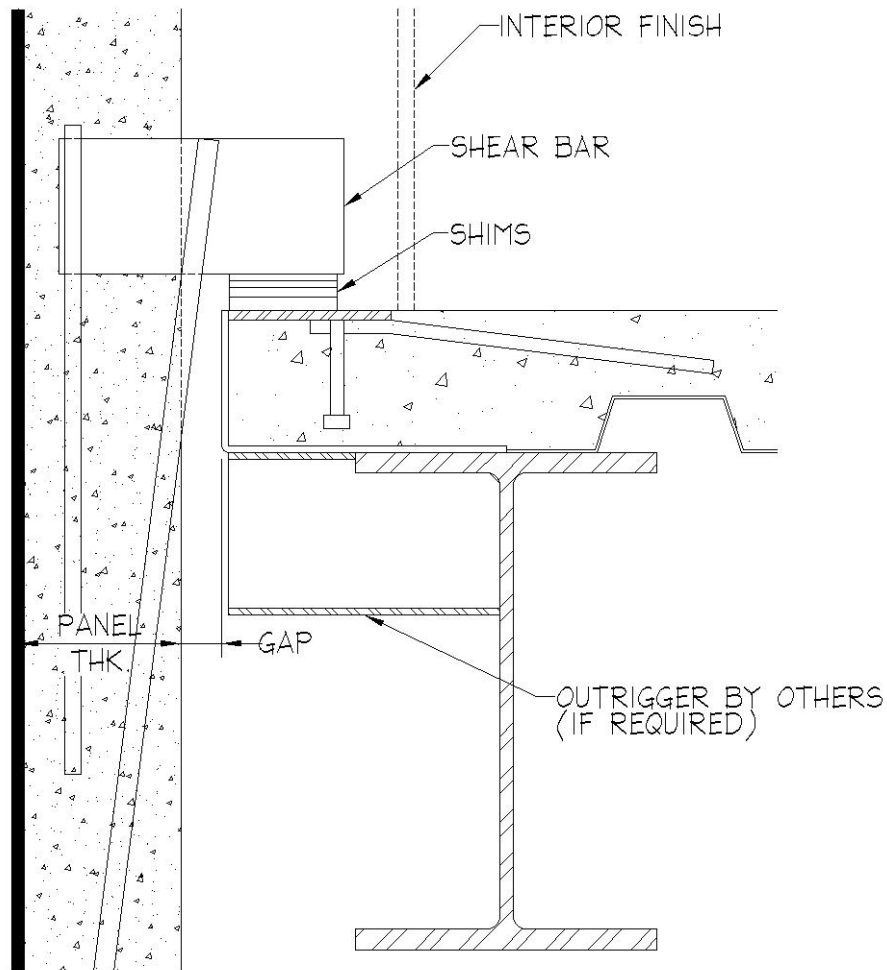 INTERIOR FINISH
SHEAR BAR
SHIMS
PANEL
THK.
GAP
OUTRIGGER BY OTHERS
(IF REQUIRED)